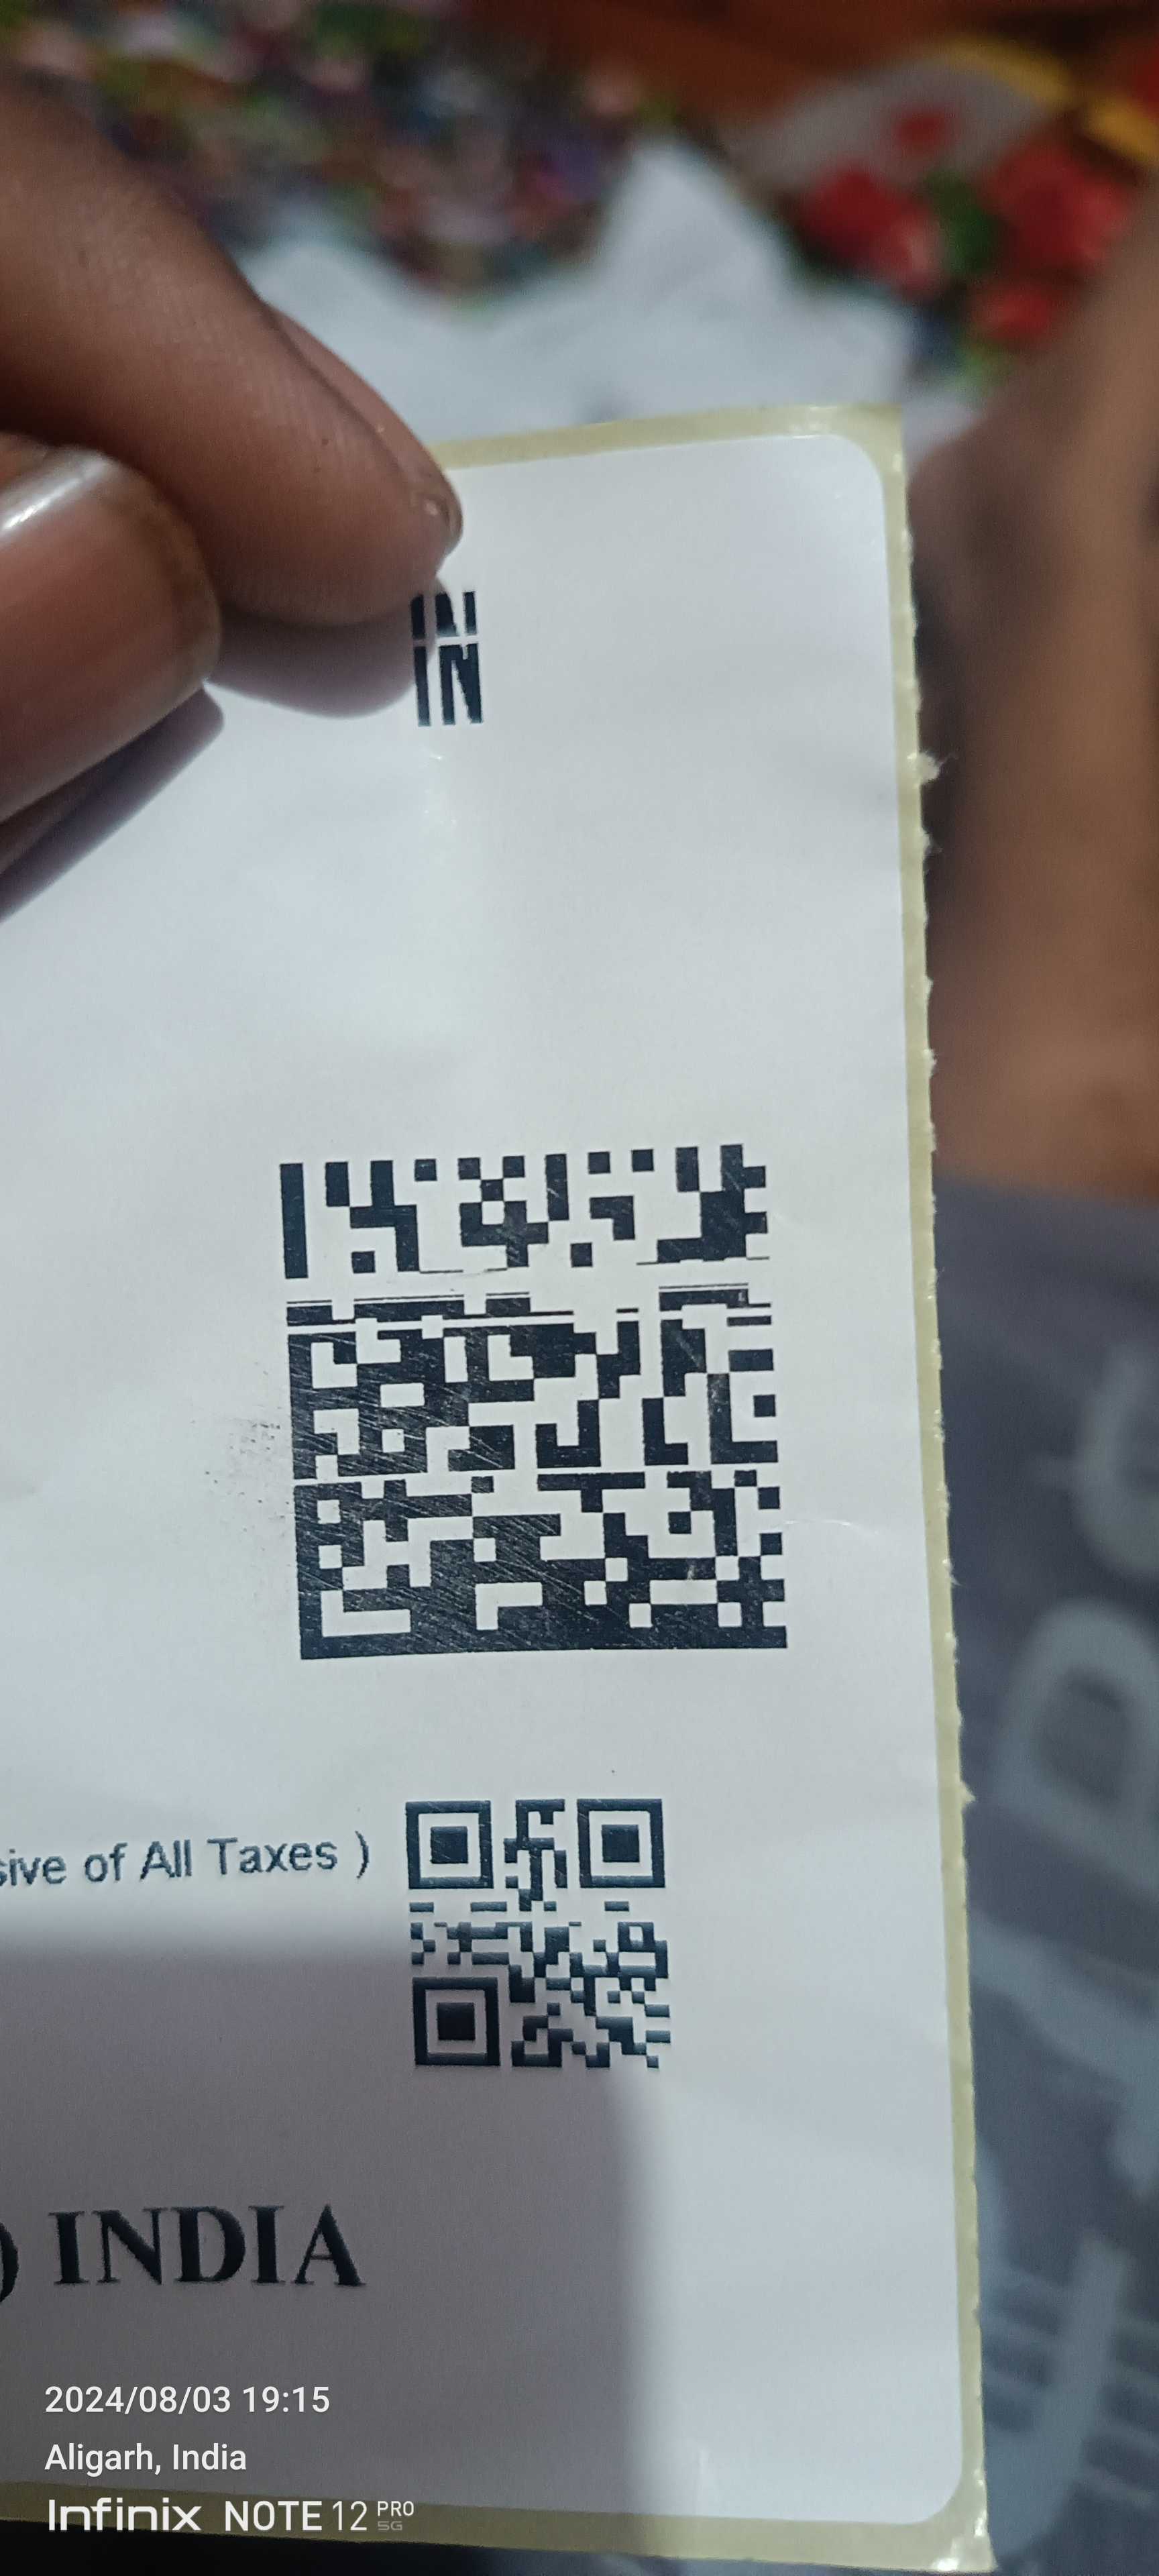 IN
sive of All Taxes )
) INDIA
2024/08/03 19:15
Aligarh, India
Infinix NOTE 12 PRO
5G